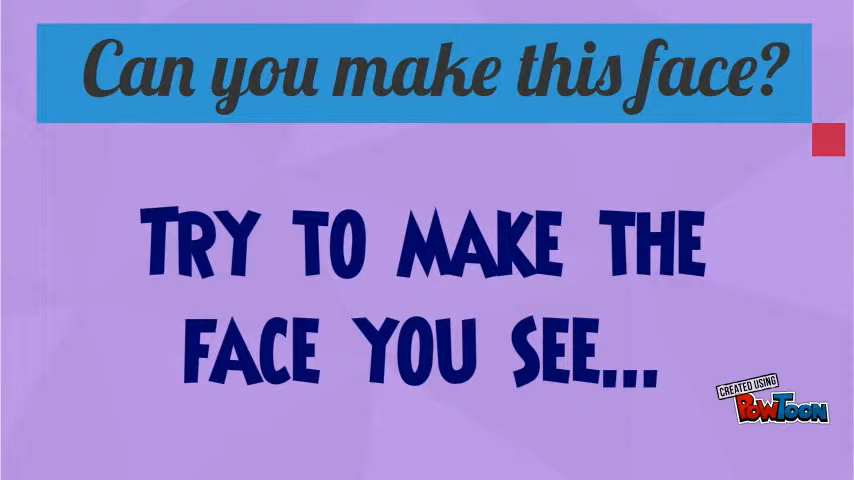 Can you make this face?
TRY TO MAKE THE
FACE YOU SEE...
CREATED USING
POWTOON